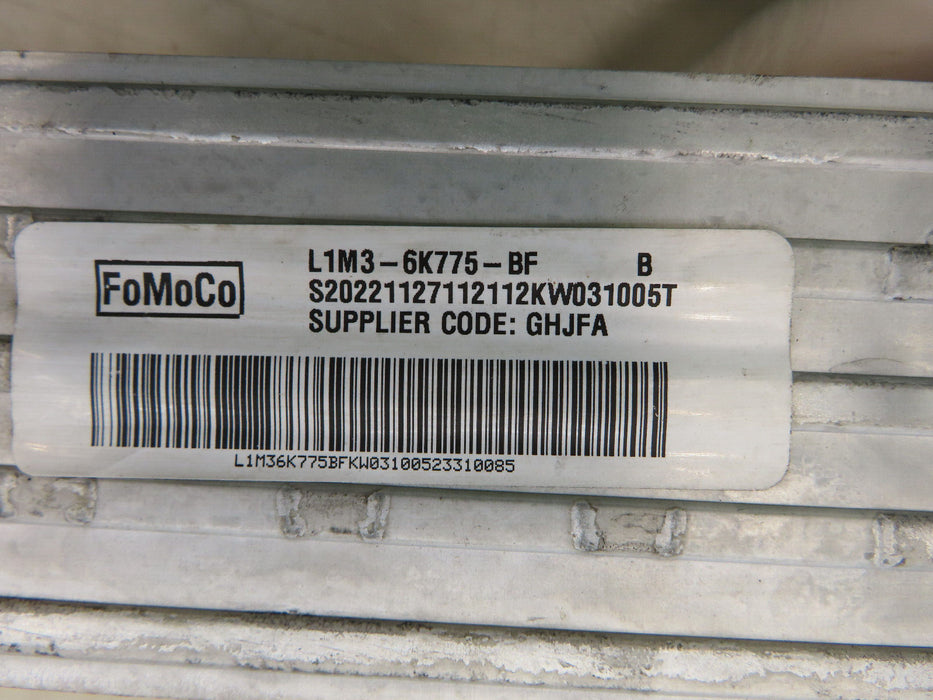 FoMoCo
L1M3-6K775-BF B
S20221127112112KW031005T
SUPPLIER CODE: GHJFA
L1M36K775BFKW03100523310085